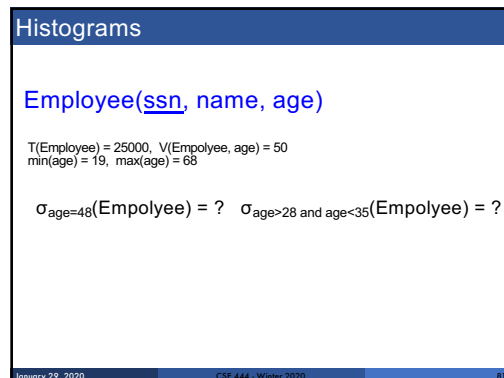 Histograms
Employee(ssn, name, age)
T(Employee) = 25000, V(Empolyee, age) = 50
min(age) = 19, max(age) = 68
σage=48(Empolyee) = ? σage>28 and age<35(Empolyee) = ?
January 29, 2020 CSE 444 - Winter 2020